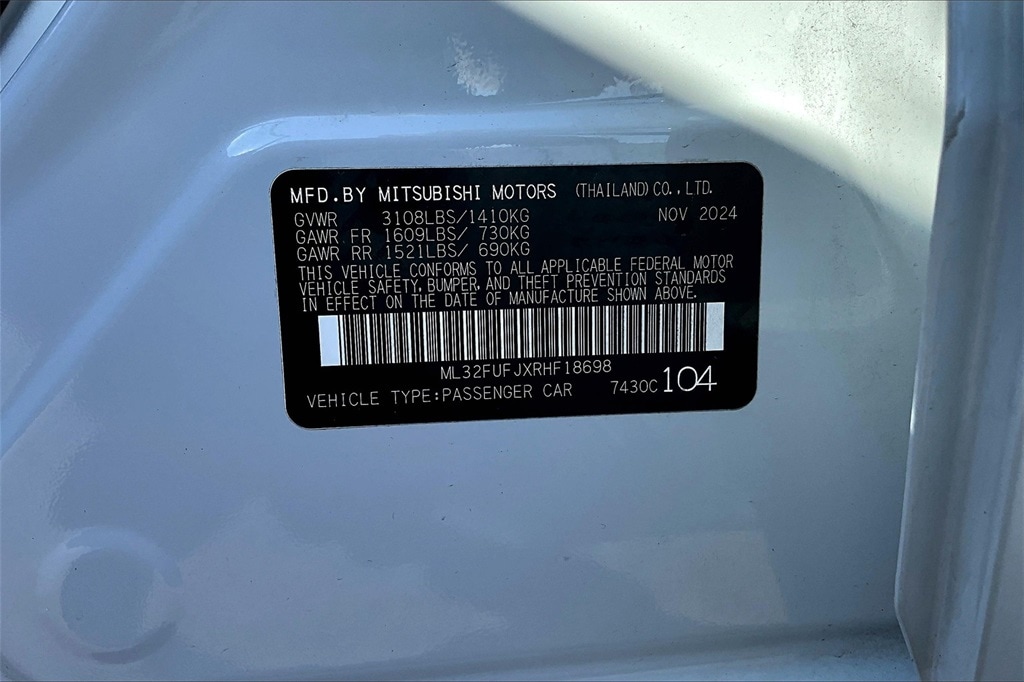 MFD.BY MITSUBISHI MOTORS (THAILAND)CO.,LTD.
GVWR 3108LBS/1410KG NOV 2024
GAWR FR 1609LBS/ 730KG
GAWR RR 1521LBS/ 690KG
THIS VEHICLE CONFORMS TO ALL APPLICABLE FEDERAL MOTOR
VEHICLE SAFETY, BUMPER, AND THEFT PREVENTION STANDARDS
IN EFFECT ON THE DATE OF MANUFACTURE SHOWN ABOVE.
ML32FUFJXRHF18698
VEHICLE TYPE:PASSENGER CAR 7430C 104